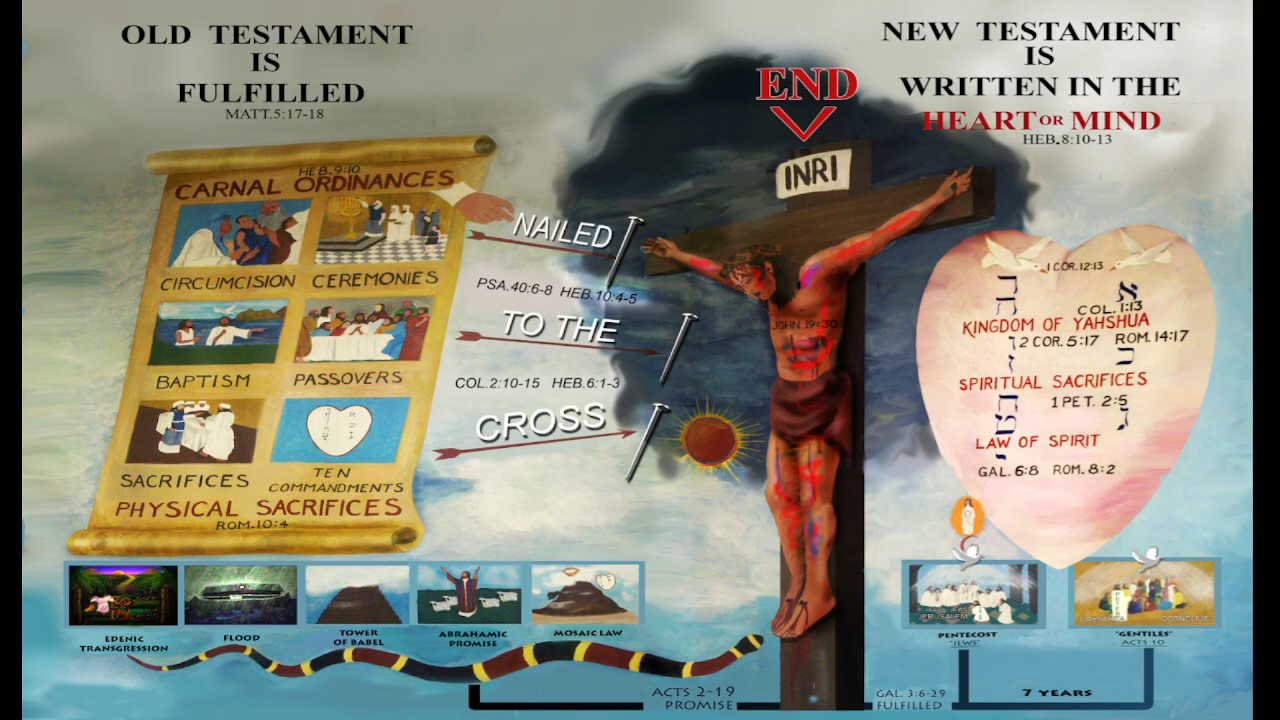 OLD TESTAMENT
IS
FULFILLED
MATT.5:17-18
HEB.9:10
CARNAL ORDINANCES
CIRCUMCISION CEREMONIES
BAPTISM PASSOVERS
SACRIFICES TEN
COMMANDMENTS
PHYSICAL SACRIFICES
ROM.10:4
NAILED
PSA.40:6-8 HEB.10:4-5
TO THE
COL.2:10-15 HEB.6:1-3
CROSS
END
INRI
JOHN 19:30
NEW TESTAMENT
IS
WRITTEN IN THE
HEART OR MIND
HEB.8:10-13
1 COR.12:13
א
COL.1:13
KINGDOM OF YAHSHUA
2 COR.5:17 ROM.14:17
SPIRITUAL SACRIFICES
1 PET. 2:5
LAW OF SPIRIT
GAL. 6:8 ROM. 8:2
EDENIC
TRANSGRESSION
FLOOD
TOWER
OF BABEL
ABRAHAMIC
PROMISE
MOSAIC LAW
JERUSALEM
PENTECOST
"JEWS"
CORNELIUS
"GENTILES"
ACTS 10
ACTS 2-19
PROMISE
GAL. 3:6-29
FULFILLED
7 YEARS